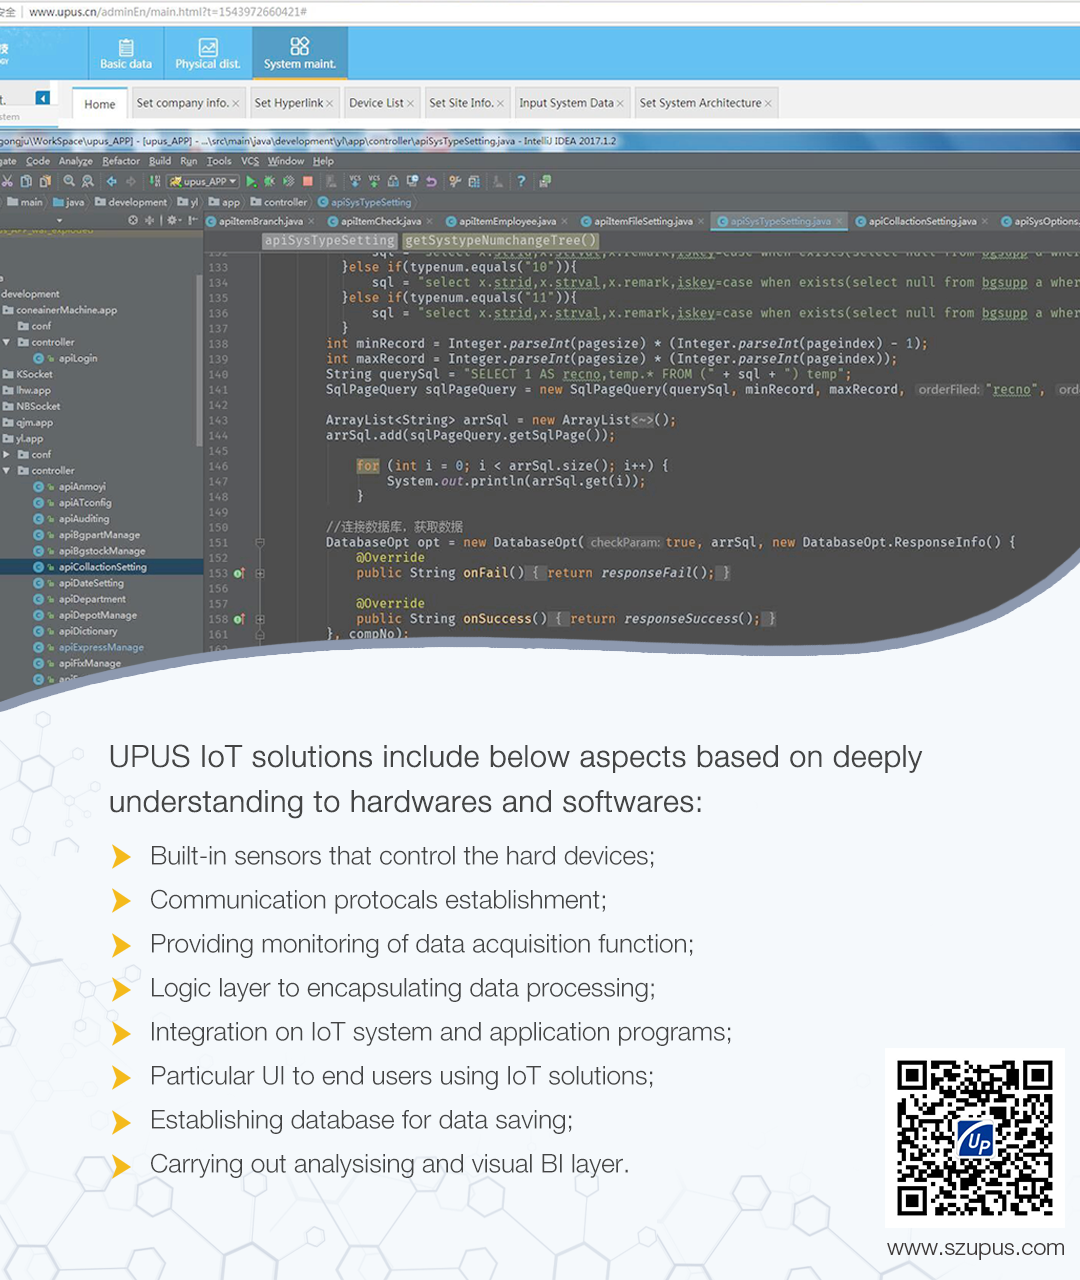 安全 www.upus.cn/adminEn/main.html?t=1543972660421#
Basic data Physical dist. System maint.
Home Set company info. × Set Hyperlink × Device List × Set Site Info. × Input System Data × Set System Architecture ×
gongju\WorkSpace\upus_APP] - [upus_APP] - ...\src\main\java\development\yl\app\controller\apiSysTypeSetting.java - IntelliJ IDEA 2017.1.2
gate Code Analyze Refactor Build Run Tools VCS Window Help
upus_APP
main java development yl app controller apiSysTypeSetting
apiItemBranch.java × apiItemCheck.java × apiItemEmployee.java × apiItemFileSetting.java × apiSysTypeSetting.java × apiCollactionSetting.java × apiSysOptions.
apiSysTypeSetting getSystypeNumchangeTree()
132 sql = "select x.strid,x.strval,x.remark,iskey=case when exists(select null from bgsupp a wher
133 }else if(typenum.equals("10")){
134 sql = "select x.strid,x.strval,x.remark,iskey=case when exists(select null from bgsupp a wher
135 }else if(typenum.equals("11")){
136 sql = "select x.strid,x.strval,x.remark,iskey=case when exists(select null from bgsupp a wher
137 }
138 int minRecord = Integer.parseInt(pagesize) * (Integer.parseInt(pageindex) - 1);
139 int maxRecord = Integer.parseInt(pagesize) * (Integer.parseInt(pageindex));
140 String querySql = "SELECT 1 AS recno,temp.* FROM (" + sql + ") temp";
141 SqlPageQuery sqlPageQuery = new SqlPageQuery(querySql, minRecord, maxRecord, orderFiled: "recno", ord
142
143 ArrayList<String> arrSql = new ArrayList<~>();
144 arrSql.add(sqlPageQuery.getSqlPage());
145
146 for (int i = 0; i < arrSql.size(); i++) {
147 System.out.println(arrSql.get(i));
148 }
149
150 //连接数据库，获取数据
151 DatabaseOpt opt = new DatabaseOpt( checkParam: true, arrSql, new DatabaseOpt.ResponseInfo() {
152 @Override
153 public String onFail() { return responseFail(); }
156
157 @Override
158 public String onSuccess() { return responseSuccess(); }
161 }, compNo);
development
coneainerMachine.app
conf
controller
apiLogin
KSocket
lhw.app
NBSocket
qjm.app
yl.app
conf
controller
apiAnmoyi
apiATconfig
apiAuditing
apiBgpartManage
apiBgstockManage
apiCollactionSetting
apiDateSetting
apiDepartment
apiDepotManage
apiDictionary
apiExpressManage
apiFixManage
UPUS IoT solutions include below aspects based on deeply
understanding to hardwares and softwares:
Built-in sensors that control the hard devices;
Communication protocals establishment;
Providing monitoring of data acquisition function;
Logic layer to encapsulating data processing;
Integration on IoT system and application programs;
Particular UI to end users using IoT solutions;
Establishing database for data saving;
Carrying out analysising and visual BI layer.
Up
www.szupus.com